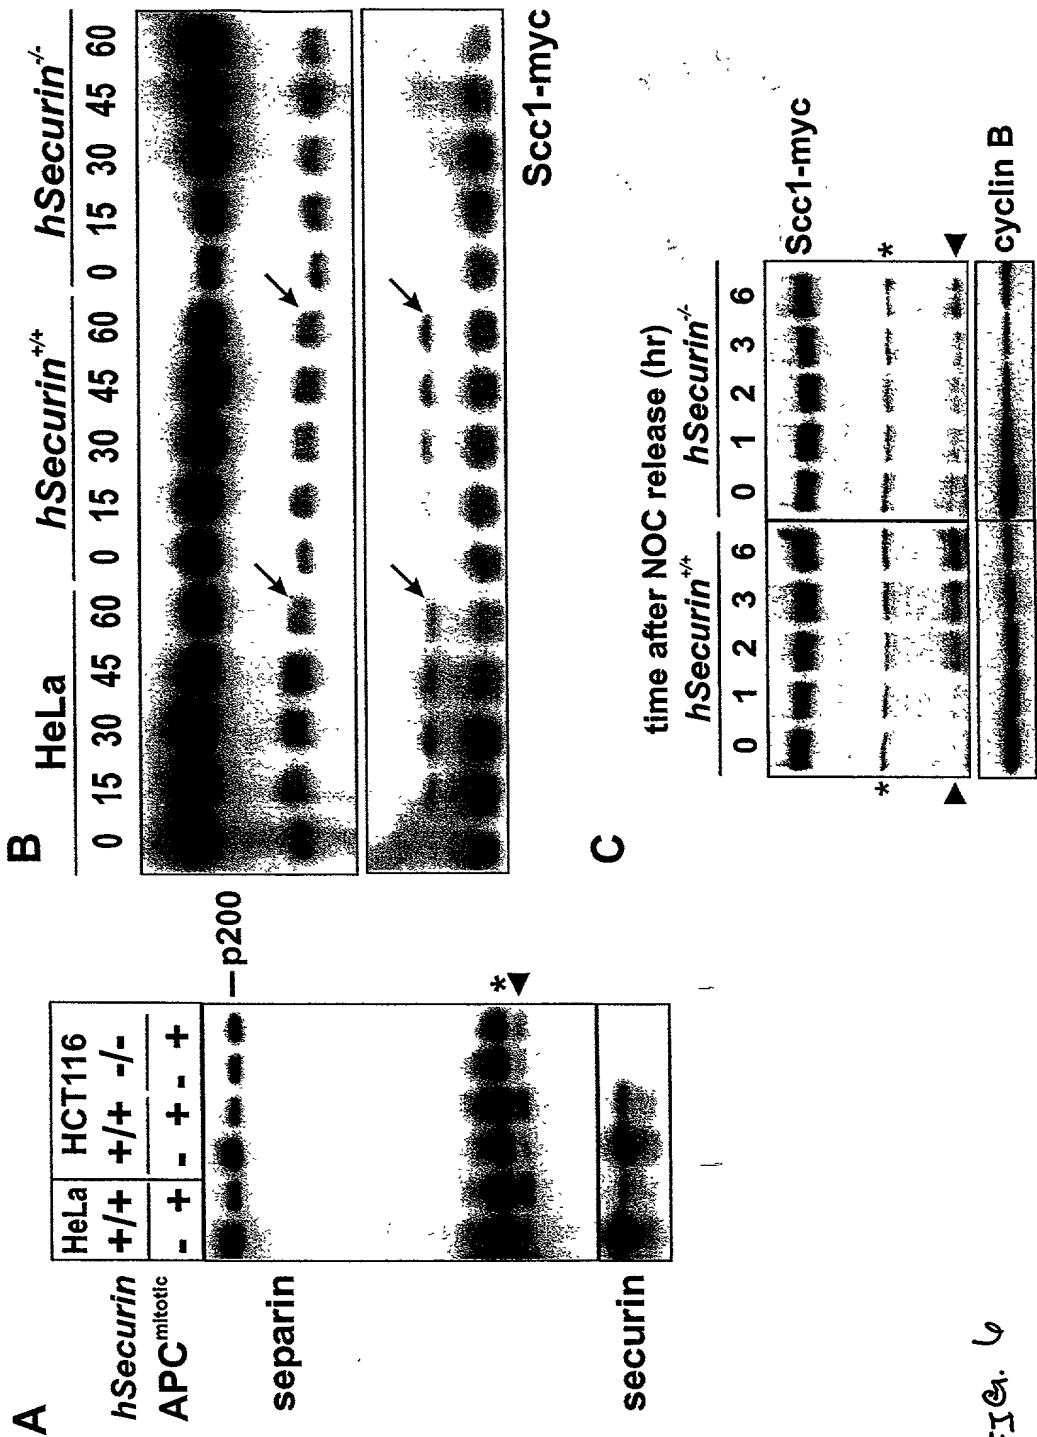 A
hSecurin HeLa HCT116
+/+ +/+ -/-
APCmitotic - + - + - +
separin
p200
*
securin
B
HeLa hSecurin+/+ hSecurin-/-
0 15 30 45 60 0 15 30 45 60 0 15 30 45 60
Scc1-myc
C
time after NOC release (hr)
hSecurin+/+ hSecurin-/-
0 1 2 3 6 0 1 2 3 6
Scc1-myc
* *
cyclin B
FIG. 6